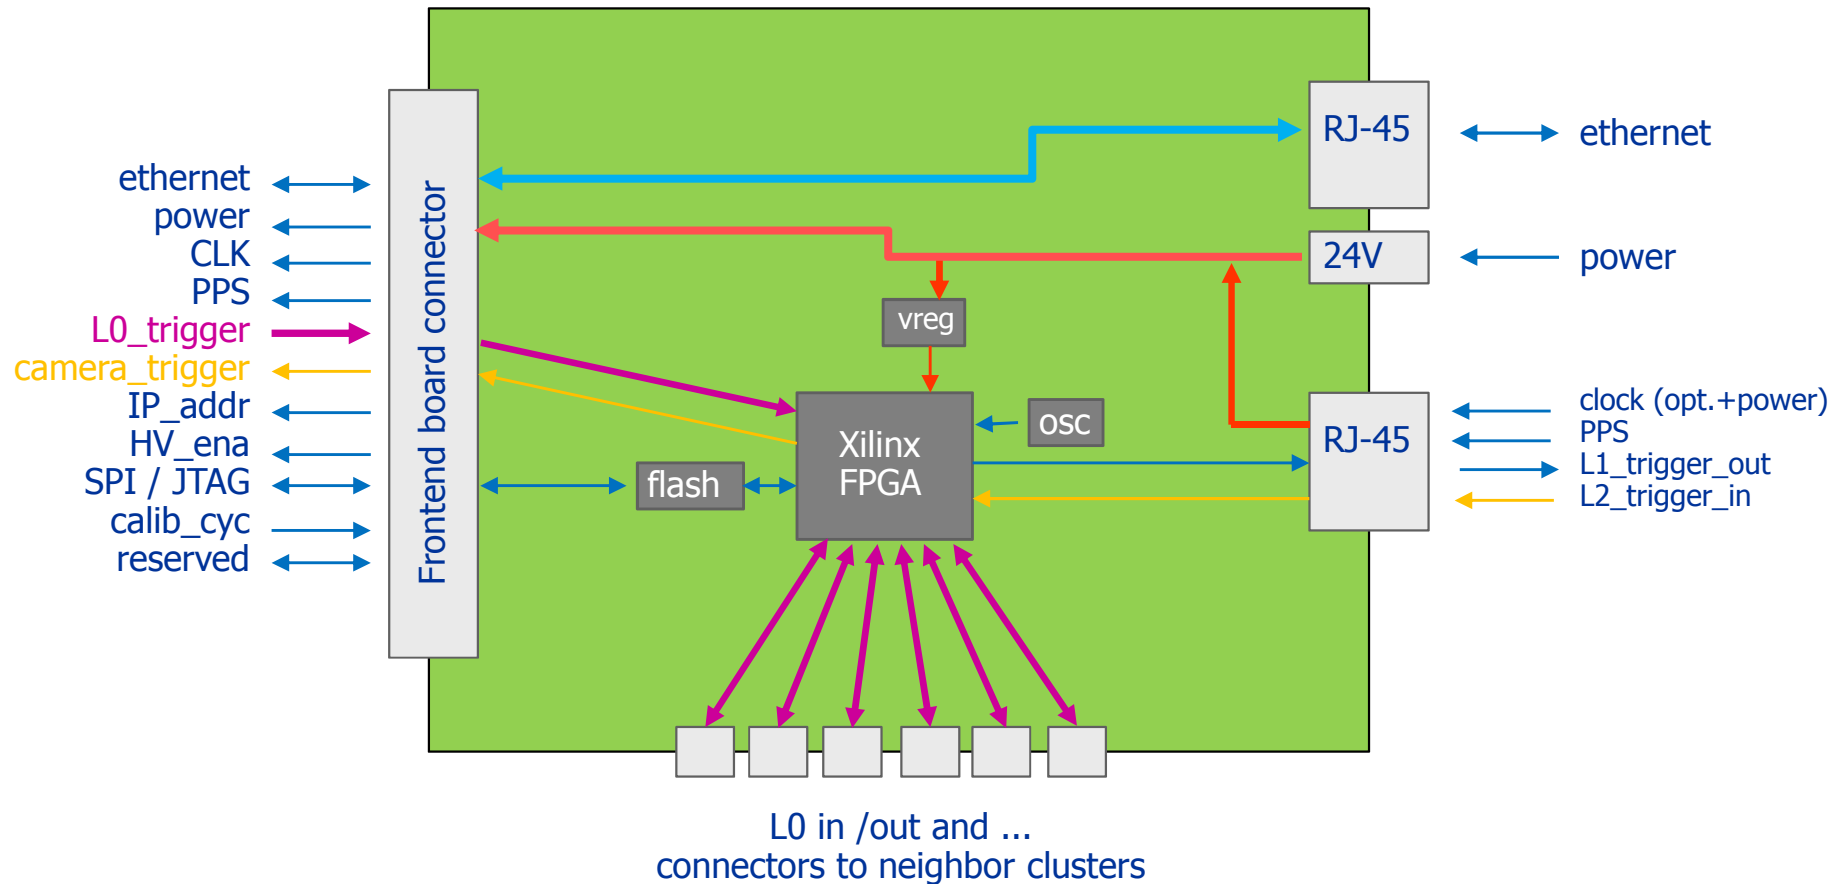 ethernet
power
CLK
PPS
L0_trigger
camera_trigger
IP_addr
HV_ena
SPI / JTAG
calib_cyc
reserved
Frontend board connector
vreg
osc
Xilinx
FPGA
flash
RJ-45
ethernet
24V
power
RJ-45
clock (opt.+power)
PPS
L1_trigger_out
L2_trigger_in
L0 in /out and ...
connectors to neighbor clusters